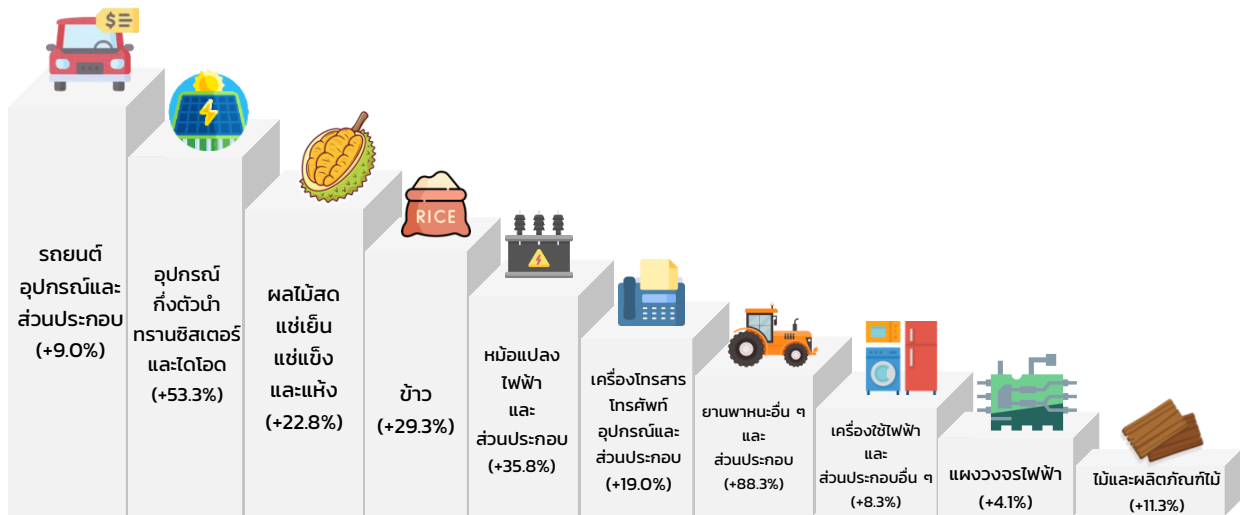 $
รถยนต์
อุปกรณ์และ
ส่วนประกอบ
(+9.0%)
อุปกรณ์
กึ่งตัวนำ
ทรานซิสเตอร์
และไดโอด
(+53.3%)
ผลไม้สด
แช่เย็น
แช่แข็ง
และแห้ง
(+22.8%)
RICE
ข้าว
(+29.3%)
หม้อแปลง
ไฟฟ้า
และ
ส่วนประกอบ
(+35.8%)
เครื่องโทรสาร
โทรศัพท์
อุปกรณ์และ
ส่วนประกอบ
(+19.0%)
ยานพาหนะอื่น ๆ
และ
ส่วนประกอบ
(+88.3%)
เครื่องใช้ไฟฟ้า
และ
ส่วนประกอบอื่น ๆ
(+8.3%)
แผงวงจรไฟฟ้า
(+4.1%)
ไม้และผลิตภัณฑ์ไม้
(+11.3%)